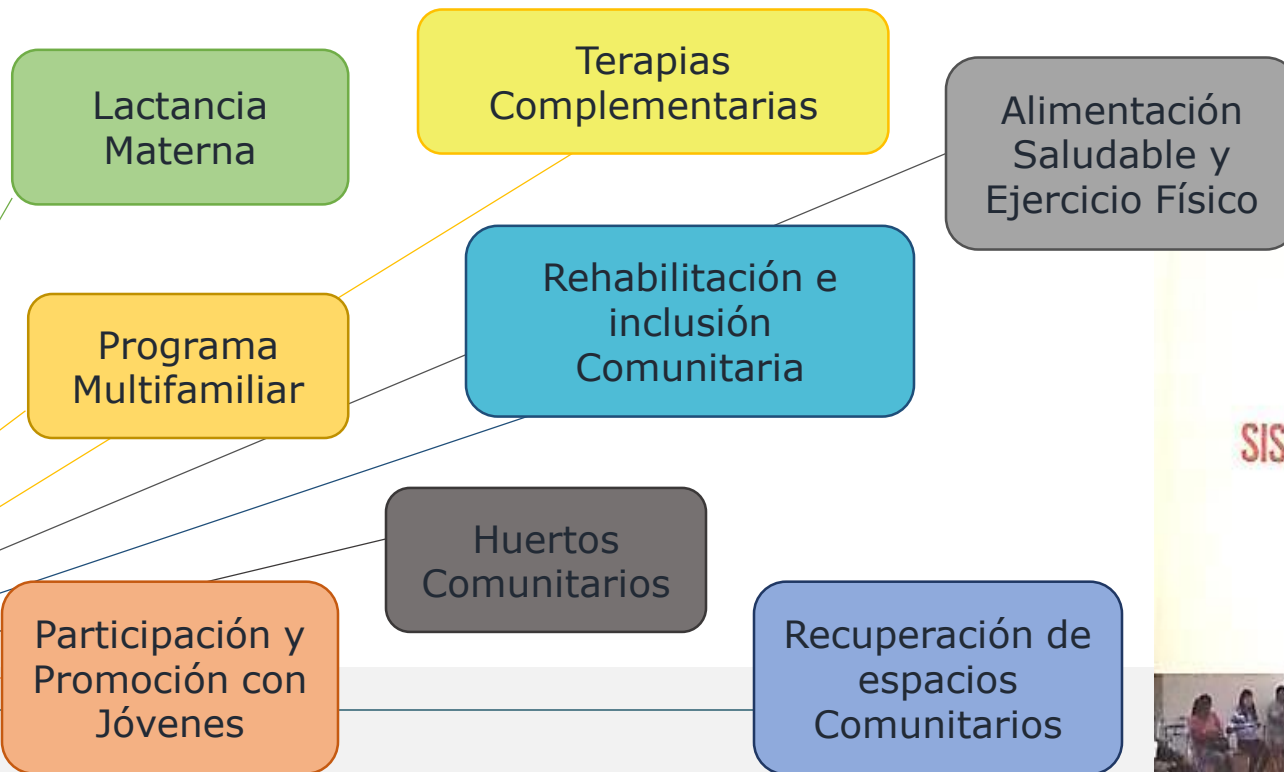 Lactancia
Materna
Terapias
Complementarias
Alimentación
Saludable y
Ejercicio Físico
Programa
Multifamiliar
Rehabilitación e
inclusión
Comunitaria
SIS
Huertos
Comunitarios
Participación y
Promoción con
Jóvenes
Recuperación de
espacios
Comunitarios